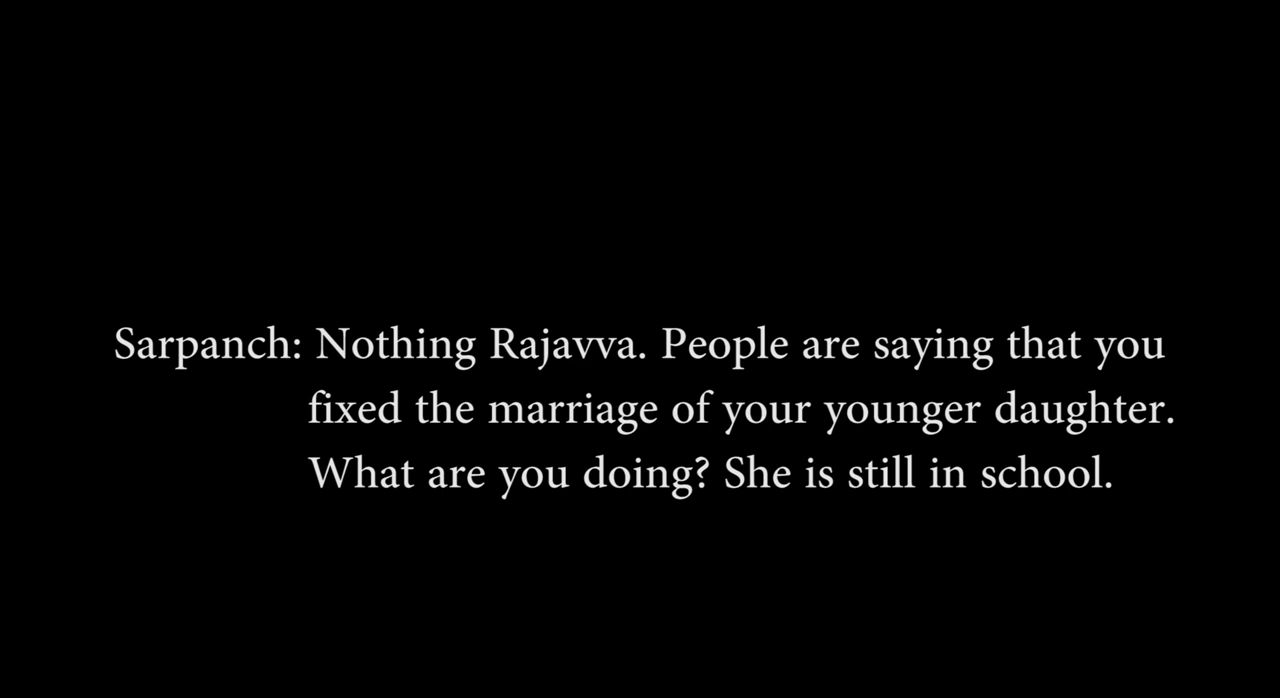 Sarpanch: Nothing Rajavva. People are saying that you
fixed the marriage of your younger daughter.
What are you doing? She is still in school.